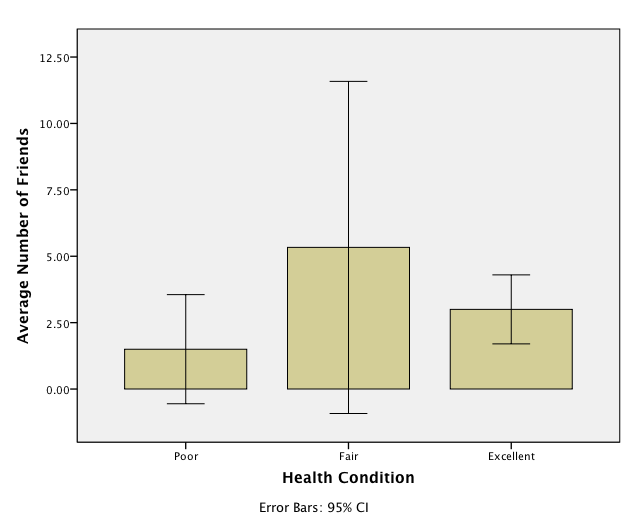 Average Number of Friends
12.50
10.00
7.50
5.00
2.50
0.00
Poor Fair Excellent
Health Condition
Error Bars: 95% CI